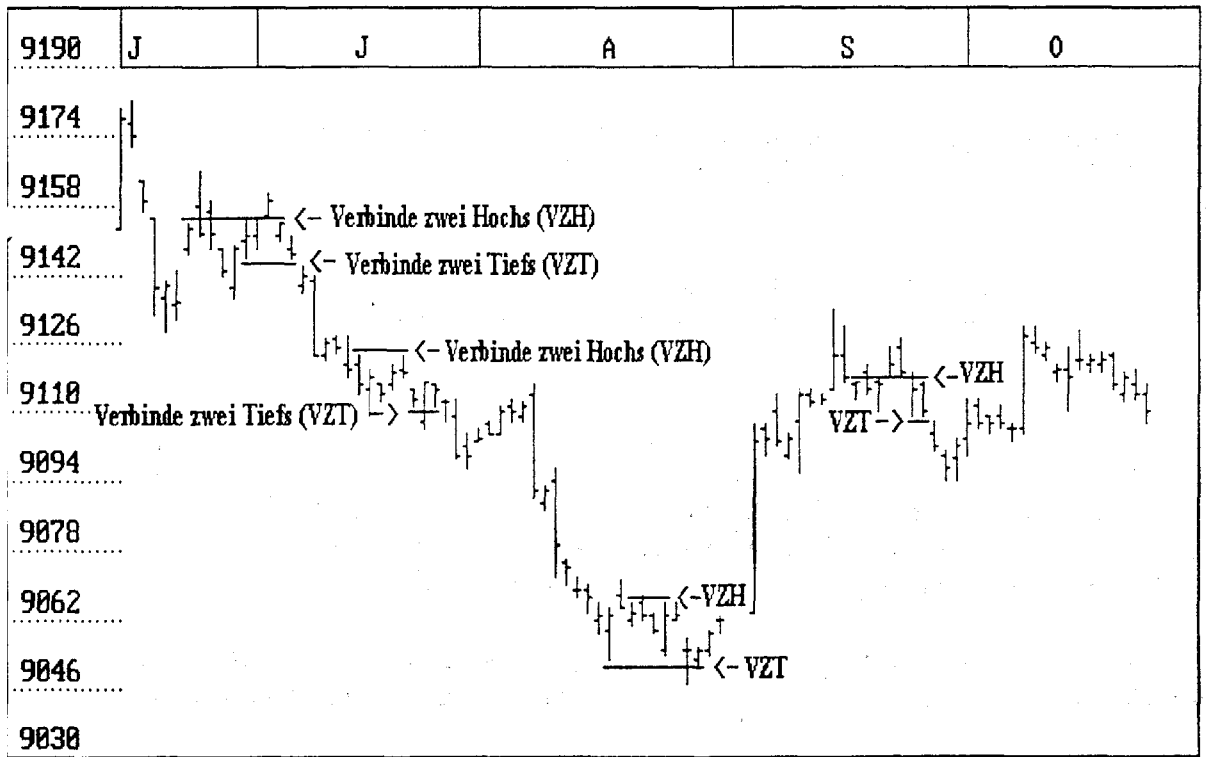 9190 J J A S O
9174
9158
<– Verbinde zwei Hochs (VZH)
9142
<– Verbinde zwei Tiefs (VZT)
9126
<– Verbinde zwei Hochs (VZH)
<–VZH
9110
Verbinde zwei Tiefs (VZT) –>
VZT –>
9094
9078
9062
<–VZH
9046
<– VZT
9030